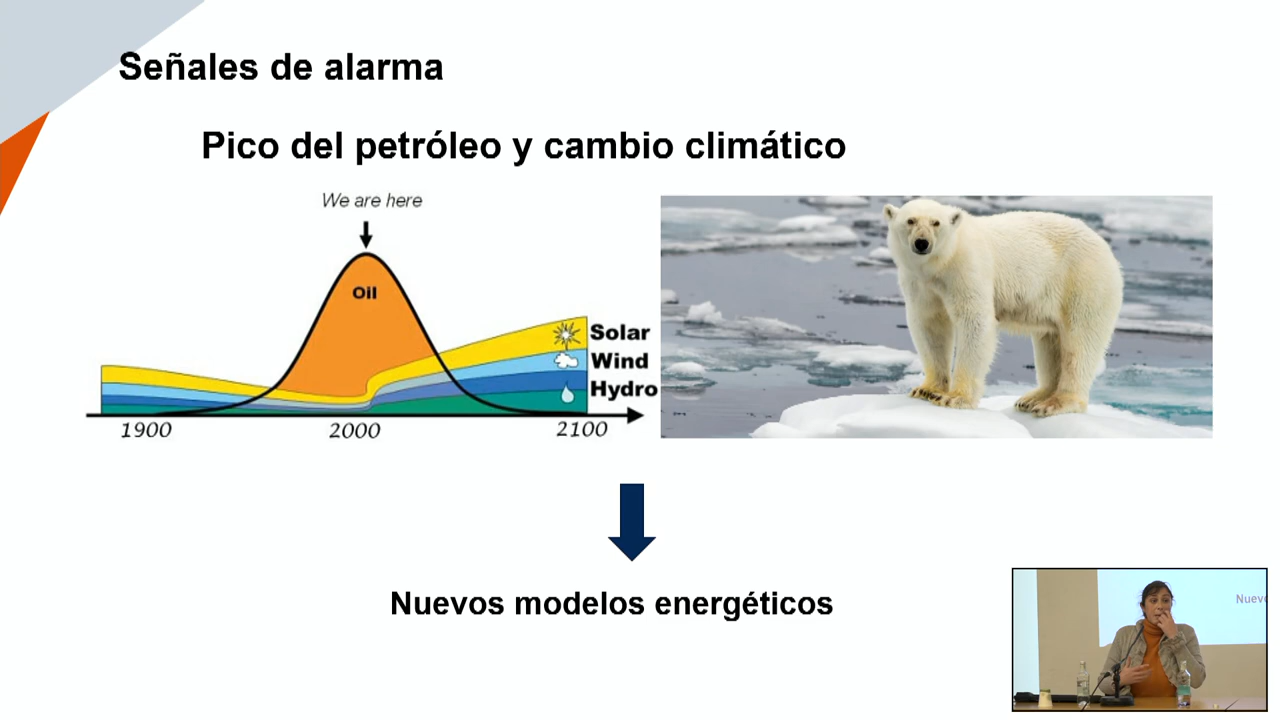 Señales de alarma
Pico del petróleo y cambio climático
We are here
Oil
Solar
Wind
Hydro
1900
2000
2100
Nuevos modelos energéticos